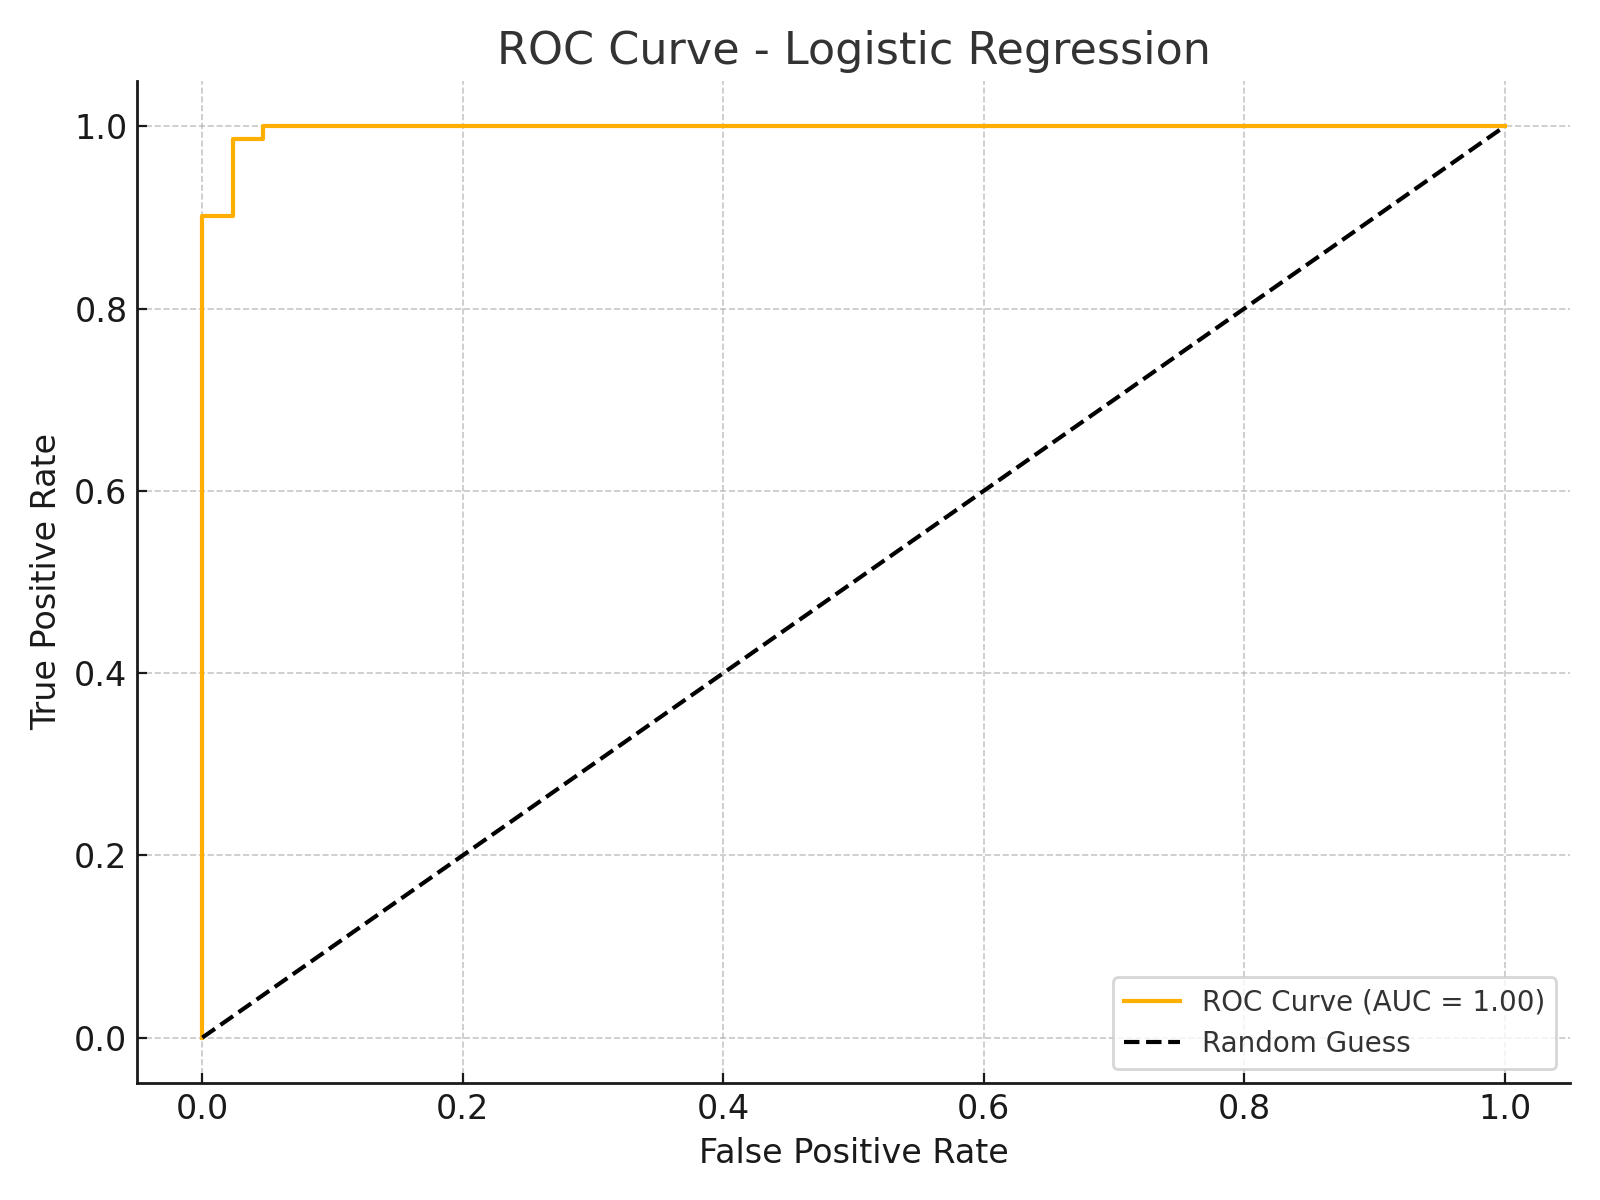 ROC Curve - Logistic Regression
1.0
0.8
0.6
0.4
0.2
0.0
True Positive Rate
0.0 0.2 0.4 0.6 0.8 1.0
False Positive Rate
ROC Curve (AUC = 1.00)
Random Guess